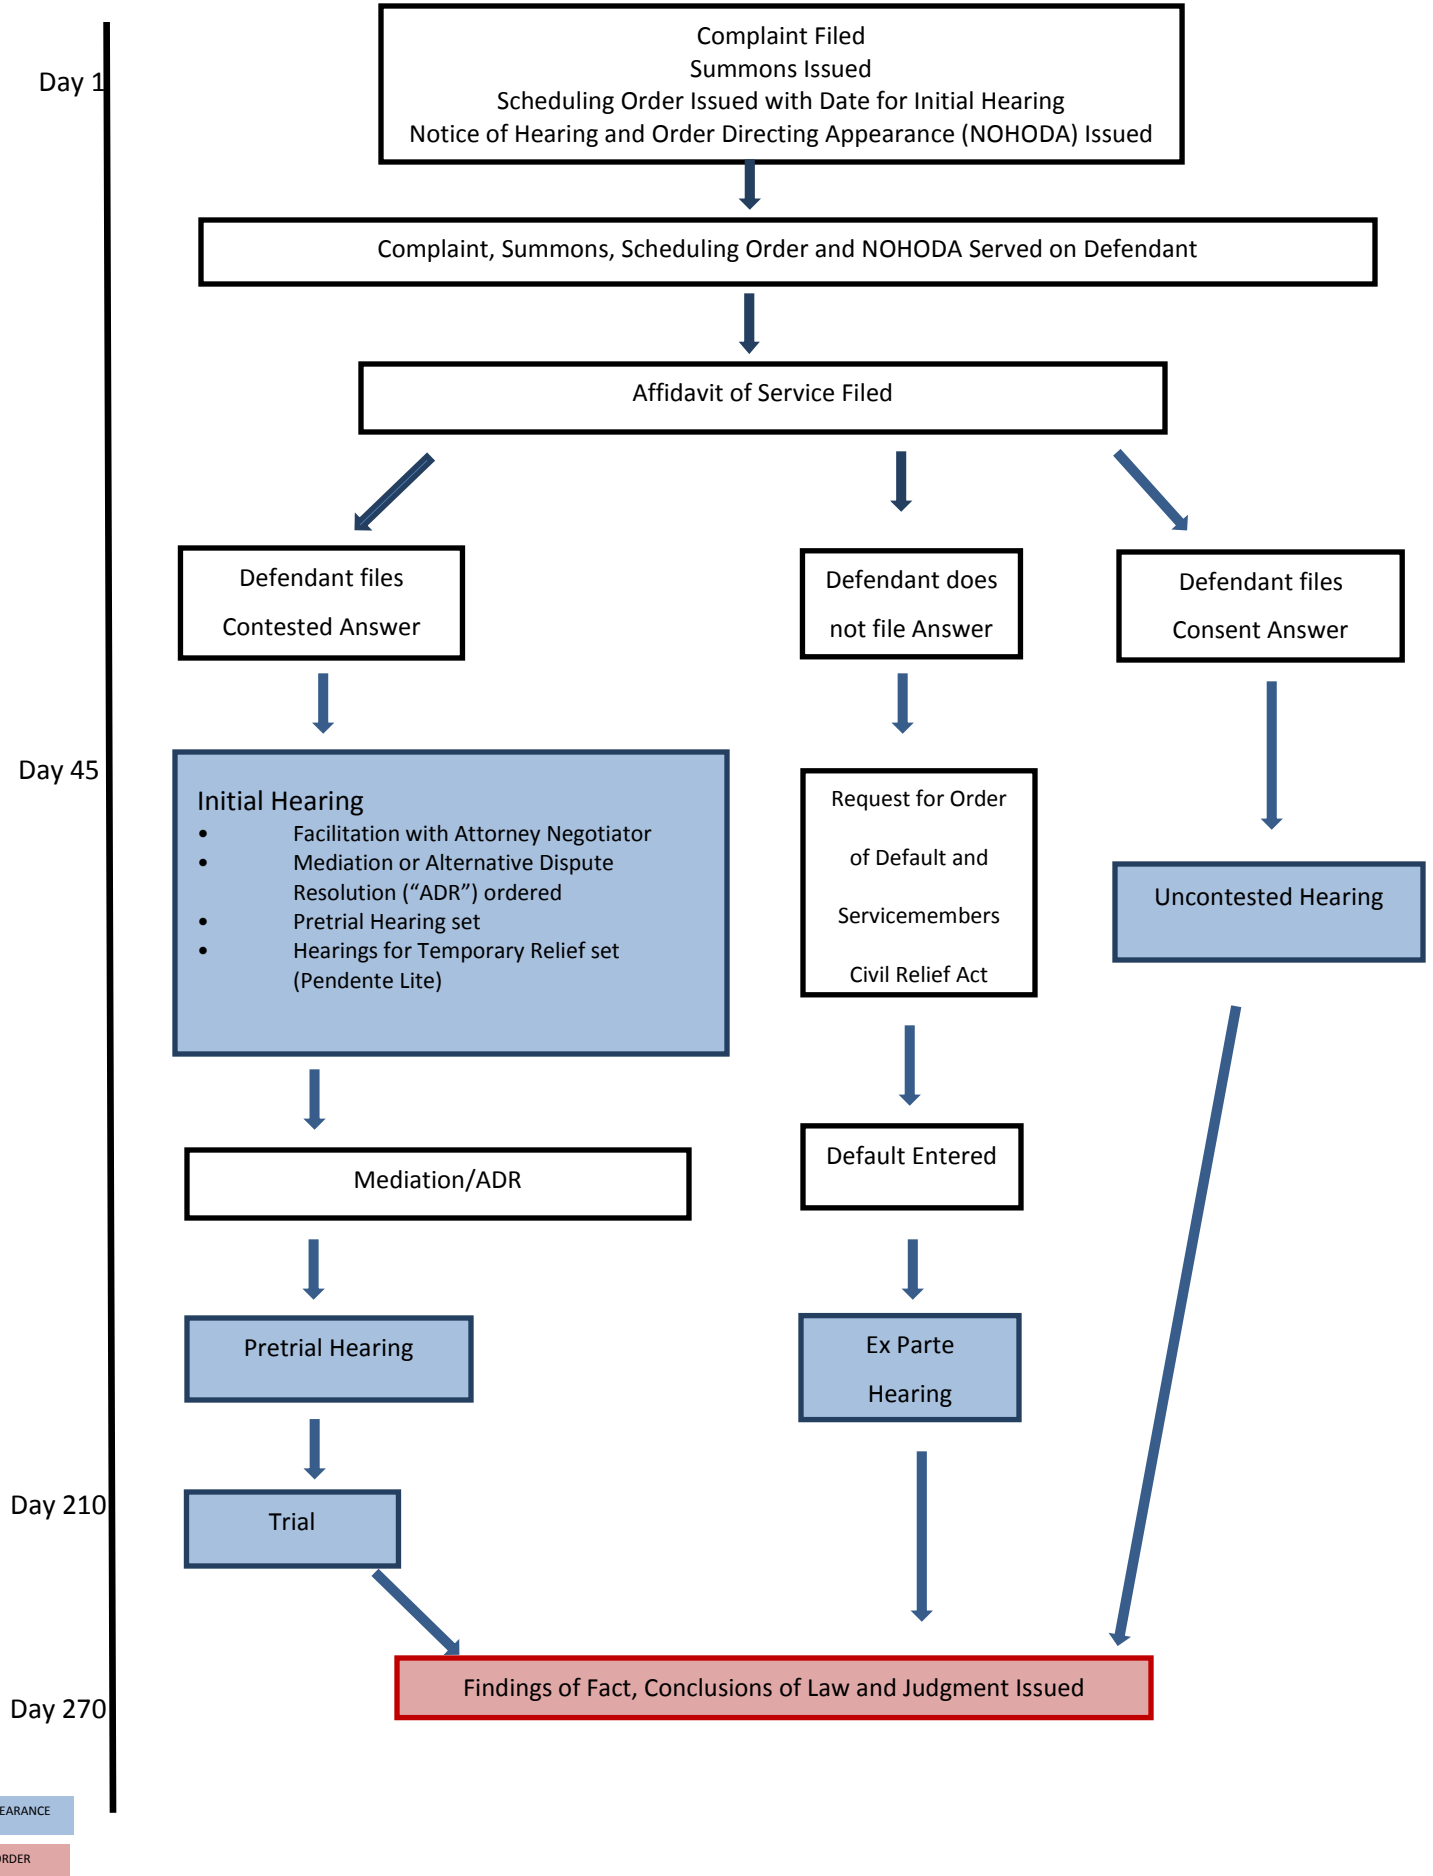 Day 1
Complaint Filed
Summons Issued
Scheduling Order Issued with Date for Initial Hearing
Notice of Hearing and Order Directing Appearance (NOHODA) Issued
Complaint, Summons, Scheduling Order and NOHODA Served on Defendant
Affidavit of Service Filed
Defendant files
Contested Answer
Defendant does
not file Answer
Defendant files
Consent Answer
Day 45
Initial Hearing
• Facilitation with Attorney Negotiator
• Mediation or Alternative Dispute
Resolution (“ADR”) ordered
• Pretrial Hearing set
• Hearings for Temporary Relief set
(Pendente Lite)
Request for Order
of Default and
Servicemembers
Civil Relief Act
Uncontested Hearing
Mediation/ADR
Default Entered
Pretrial Hearing
Ex Parte
Hearing
Day 210
Trial
Findings of Fact, Conclusions of Law and Judgment Issued
Day 270
EARANCE
ORDER